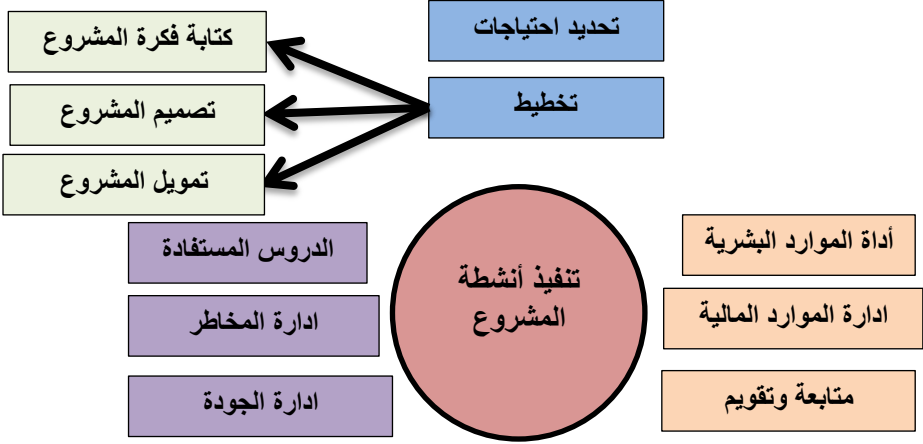 تحديد احتياجات
كتابة فكرة المشروع
تخطيط
تصميم المشروع
تمويل المشروع
أداة الموارد البشرية
الدروس المستفادة
تنفيذ أنشطة
المشروع
ادارة الموارد المالية
ادارة المخاطر
متابعة وتقويم
ادارة الجودة